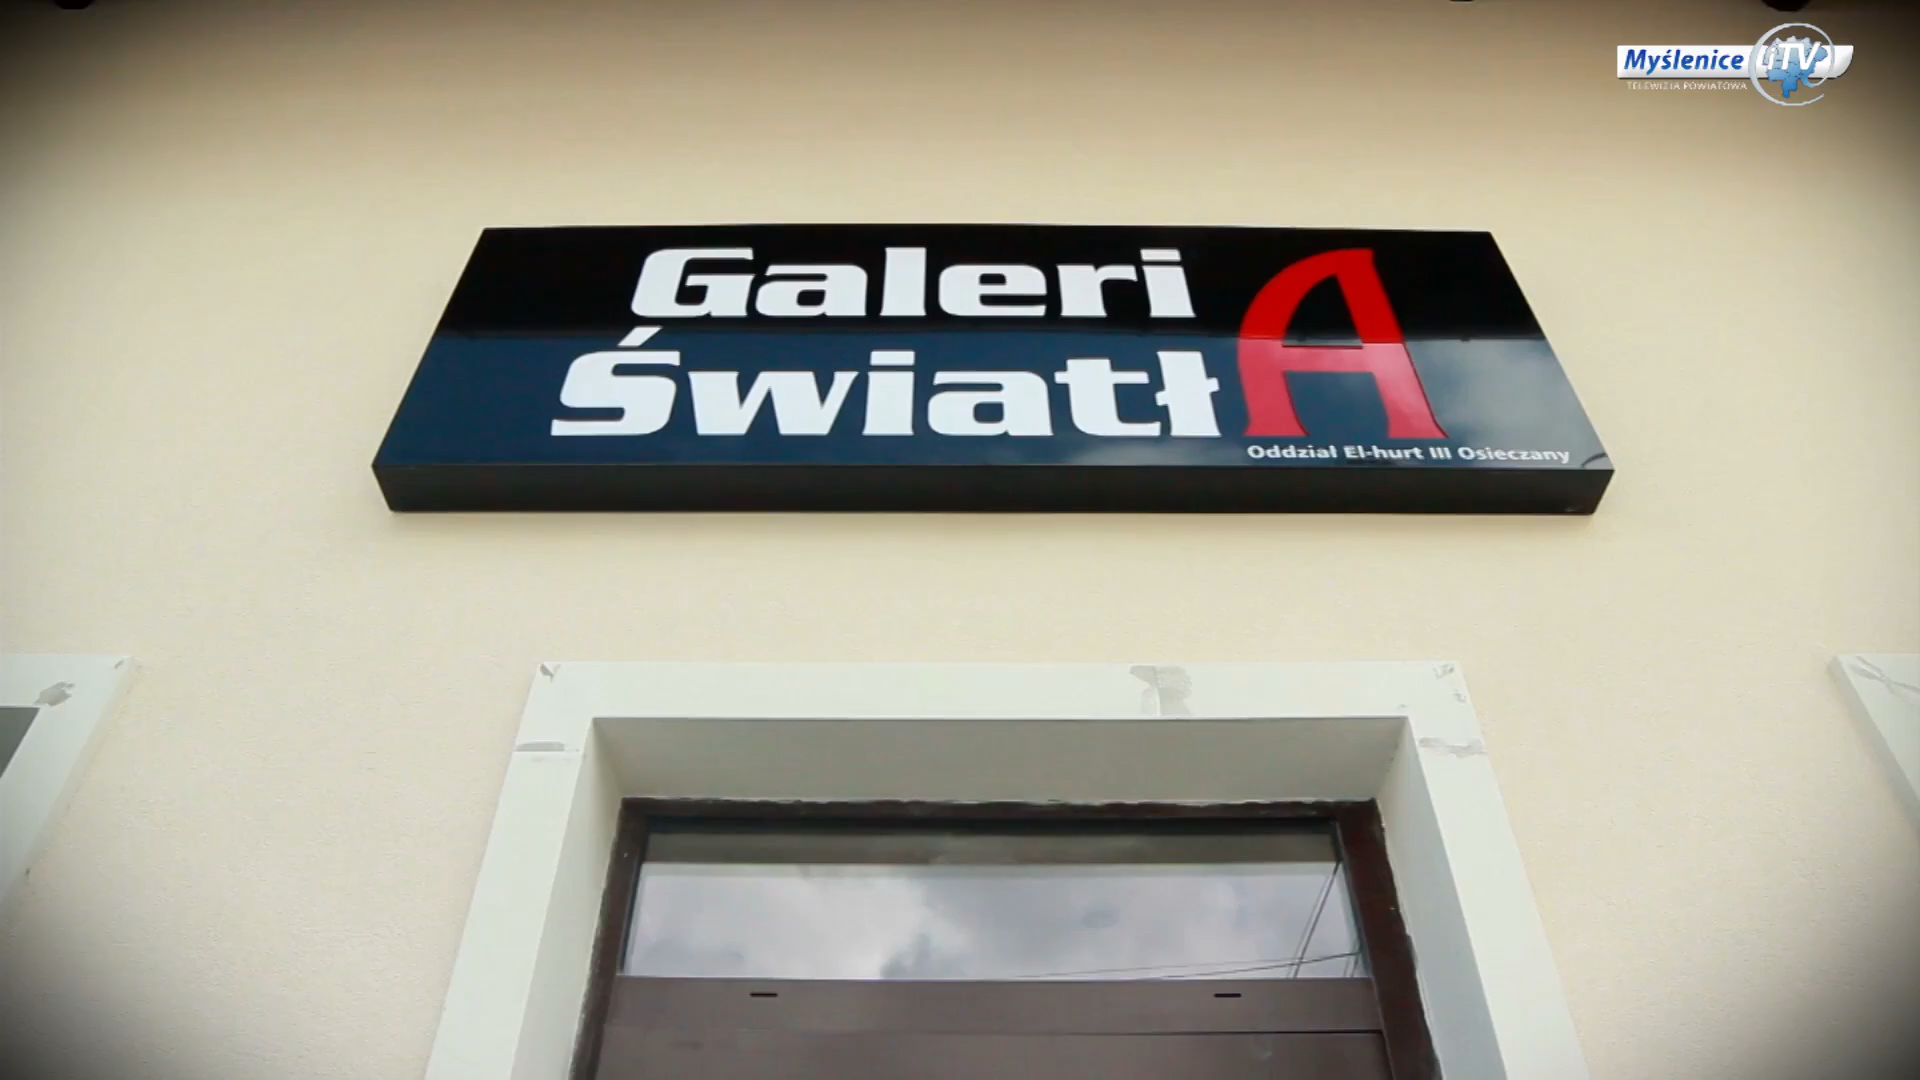 Myślenice iTV
TELEWIZJA POWIATOWA
Galeri
ŚwiatłA
Oddział El-hurt III Osieczany